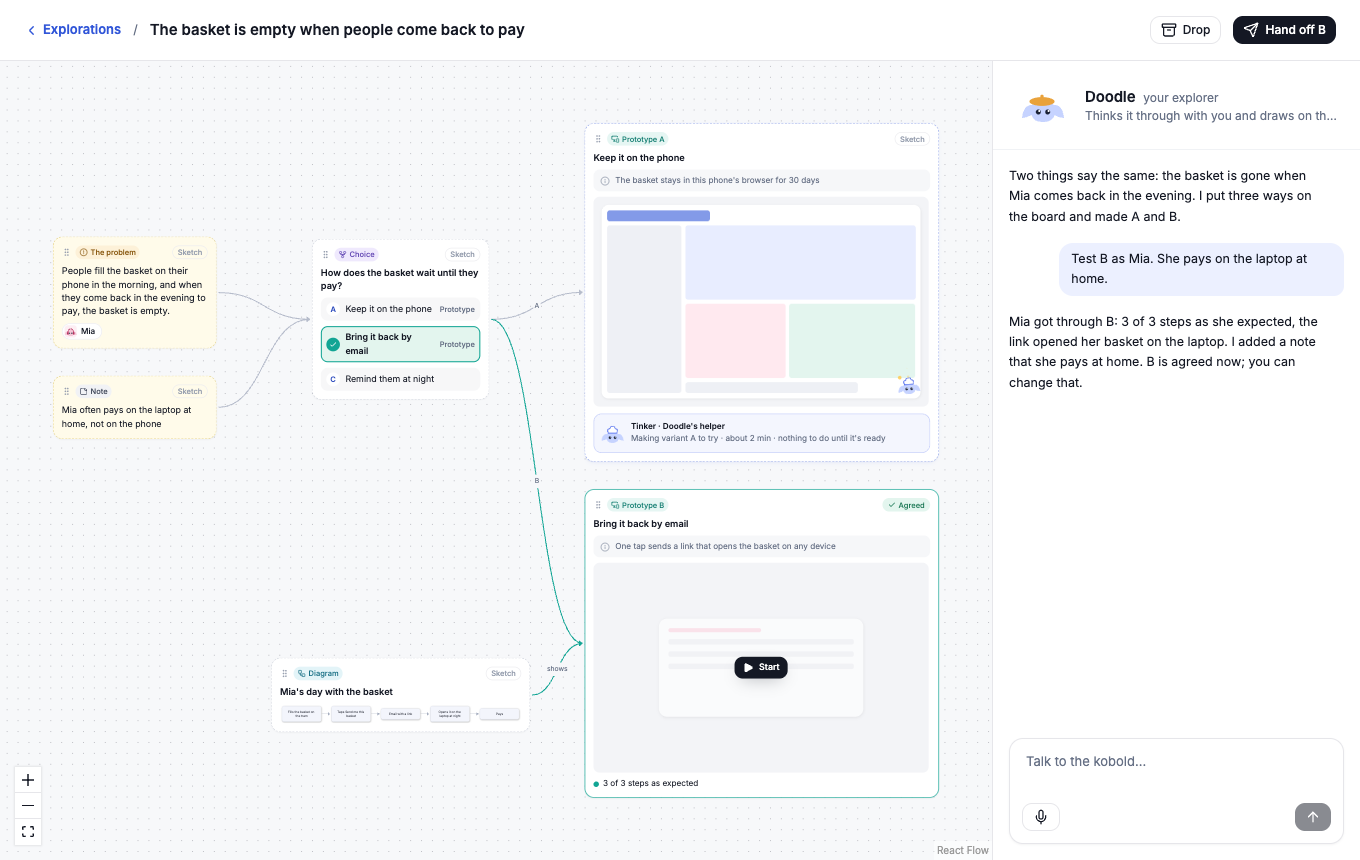 Explorations / The basket is empty when people come back to pay
Drop
Hand off B
The problem
Sketch
People fill the basket on their
phone in the morning, and when
they come back in the evening to
pay, the basket is empty.
Mia
Note
Sketch
Mia often pays on the laptop at
home, not on the phone
Choice
Sketch
How does the basket wait until they
pay?
A Keep it on the phone Prototype
Bring it back by
email
Prototype
C Remind them at night
A
B
shows
Diagram
Sketch
Mia's day with the basket
Pays
Prototype A
Sketch
Keep it on the phone
The basket stays in this phone's browser for 30 days
Tinker · Doodle's helper
Making variant A to try · about 2 min · nothing to do until it's ready
Prototype B
Agreed
Bring it back by email
One tap sends a link that opens the basket on any device
Start
3 of 3 steps as expected
React Flow
Doodle your explorer
Thinks it through with you and draws on th...
Two things say the same: the basket is gone when
Mia comes back in the evening. I put three ways on
the board and made A and B.
Test B as Mia. She pays on the laptop at
home.
Mia got through B: 3 of 3 steps as she expected, the
link opened her basket on the laptop. I added a note
that she pays at home. B is agreed now; you can
change that.
Talk to the kobold...